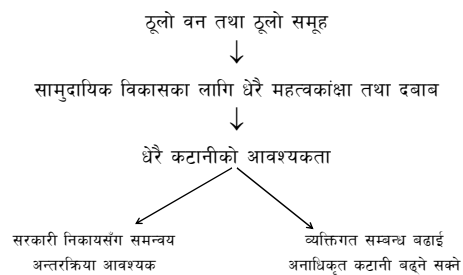 ठूलो वन तथा ठूलो समूह
सामुदायिक विकासका लागि धेरै महत्वकांक्षा तथा दबाब
धेरै कटानीको आवश्यकता
सरकारी निकायसँग समन्वय
अन्तरक्रिया आवश्यक
व्यक्तिगत सम्बन्ध बढाई
अनाधिकृत कटानी बढ्ने सक्ने